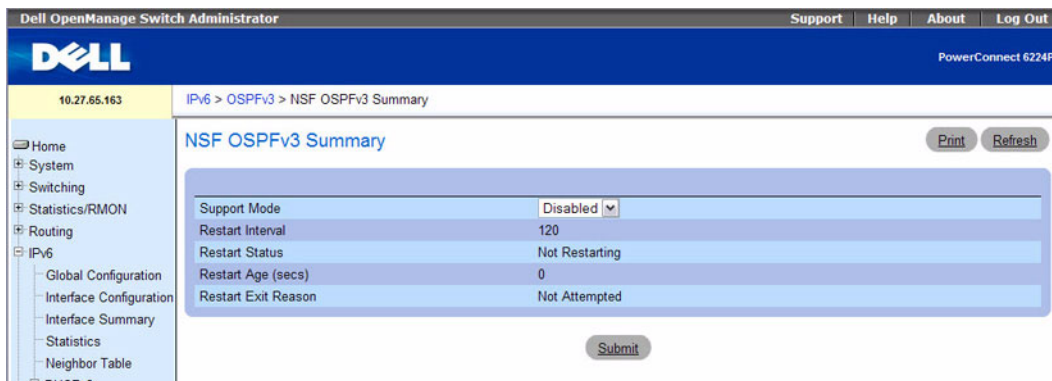 Dell OpenManage Switch Administrator
Support Help About Log Out
DELL
PowerConnect 6224P
10.27.65.163
IPv6 > OSPFv3 > NSF OSPFv3 Summary
Home
System
Switching
Statistics/RMON
Routing
IPv6
Global Configuration
Interface Configuration
Interface Summary
Statistics
Neighbor Table
NSF OSPFv3 Summary
Print Refresh
Support Mode Disabled
Restart Interval 120
Restart Status Not Restarting
Restart Age (secs) 0
Restart Exit Reason Not Attempted
Submit